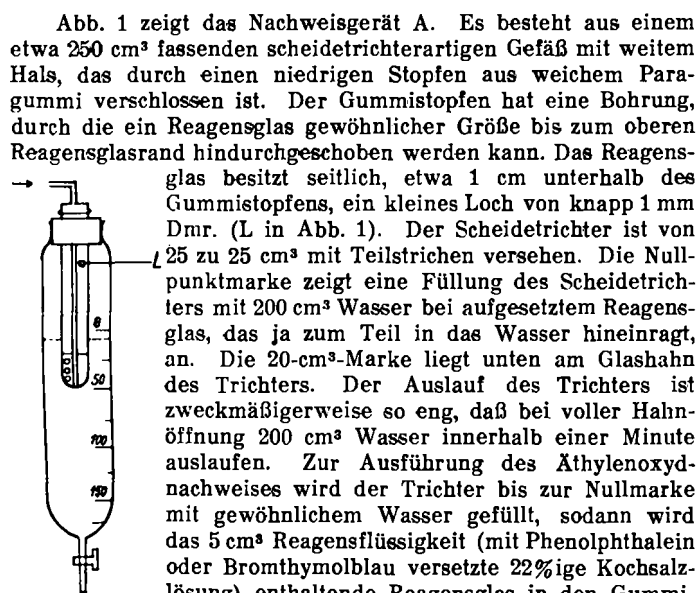 Abb. 1 zeigt das Nachweisgerät A. Es besteht aus einem
etwa 250 cm³ fassenden scheidetrichterartigen Gefäß mit weitem
Hals, das durch einen niedrigen Stopfen aus weichem Para-
gummi verschlossen ist. Der Gummistopfen hat eine Bohrung,
durch die ein Reagensglas gewöhnlicher Größe bis zum oberen
Reagensglasrand hindurchgeschoben werden kann. Das Reagens-
glas besitzt seitlich, etwa 1 cm unterhalb des
Gummistopfens, ein kleines Loch von knapp 1 mm
Dmr. (L in Abb. 1). Der Scheidetrichter ist von
25 zu 25 cm³ mit Teilstrichen versehen. Die Null-
punktmarke zeigt eine Füllung des Scheidetrich-
ters mit 200 cm³ Wasser bei aufgesetztem Reagens-
glas, das ja zum Teil in das Wasser hineinragt,
an. Die 20-cm³-Marke liegt unten am Glashahn
des Trichters. Der Auslauf des Trichters ist
zweckmäßigerweise so eng, daß bei voller Hahn-
öffnung 200 cm³ Wasser innerhalb einer Minute
auslaufen. Zur Ausführung des Äthylenoxyd-
nachweises wird der Trichter bis zur Nullmarke
mit gewöhnlichem Wasser gefüllt, sodann wird
das 5 cm³ Reagensflüssigkeit (mit Phenolphthalein
oder Bromthymolblau versetzte 22%ige Kochsalz-
lösung) enthaltende Reagensglas in den Gummi-
L
50
100
150